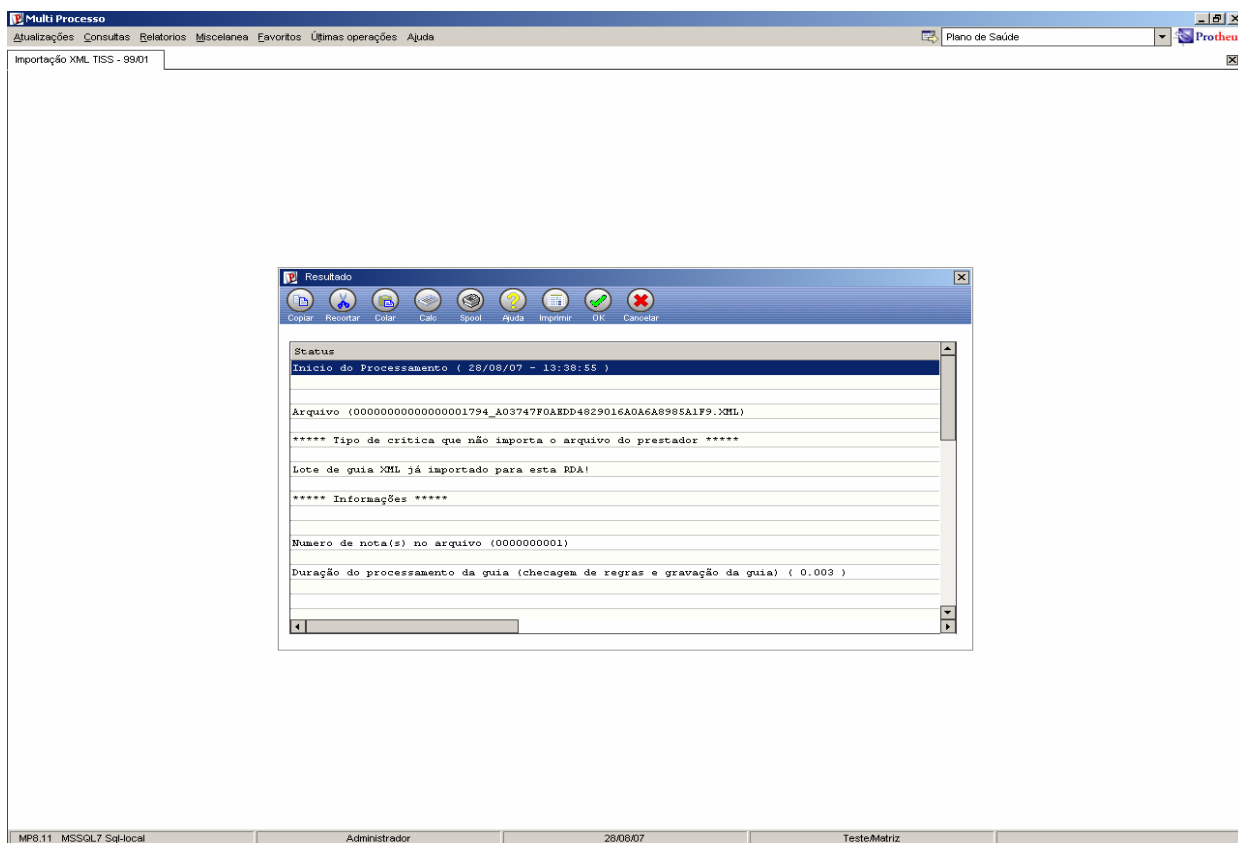 Multi Processo
Atualizações Consultas Relatorios Miscelanea Favoritos Últimas operações Ajuda Plano de Saúde Protheu
Importação XML TISS - 99/01
Resultado
Copiar Recortar Colar Calc Spool Ajuda Imprimir OK Cancelar
Status
Inicio do Processamento ( 28/08/07 - 13:38:55 )
Arquivo (00000000000000001794_A03747F0AEDD4829016A0A6A8985A1F9.XML)
***** Tipo de critica que não importa o arquivo do prestador *****
Lote de guia XML já importado para esta RDA!
***** Informações *****
Numero de nota(s) no arquivo (0000000001)
Duração do processamento da guia (checagem de regras e gravação da guia) ( 0.003 )
MP8.11 MSSQL7 Sql-local Administrador 28/08/07 Teste/Matriz